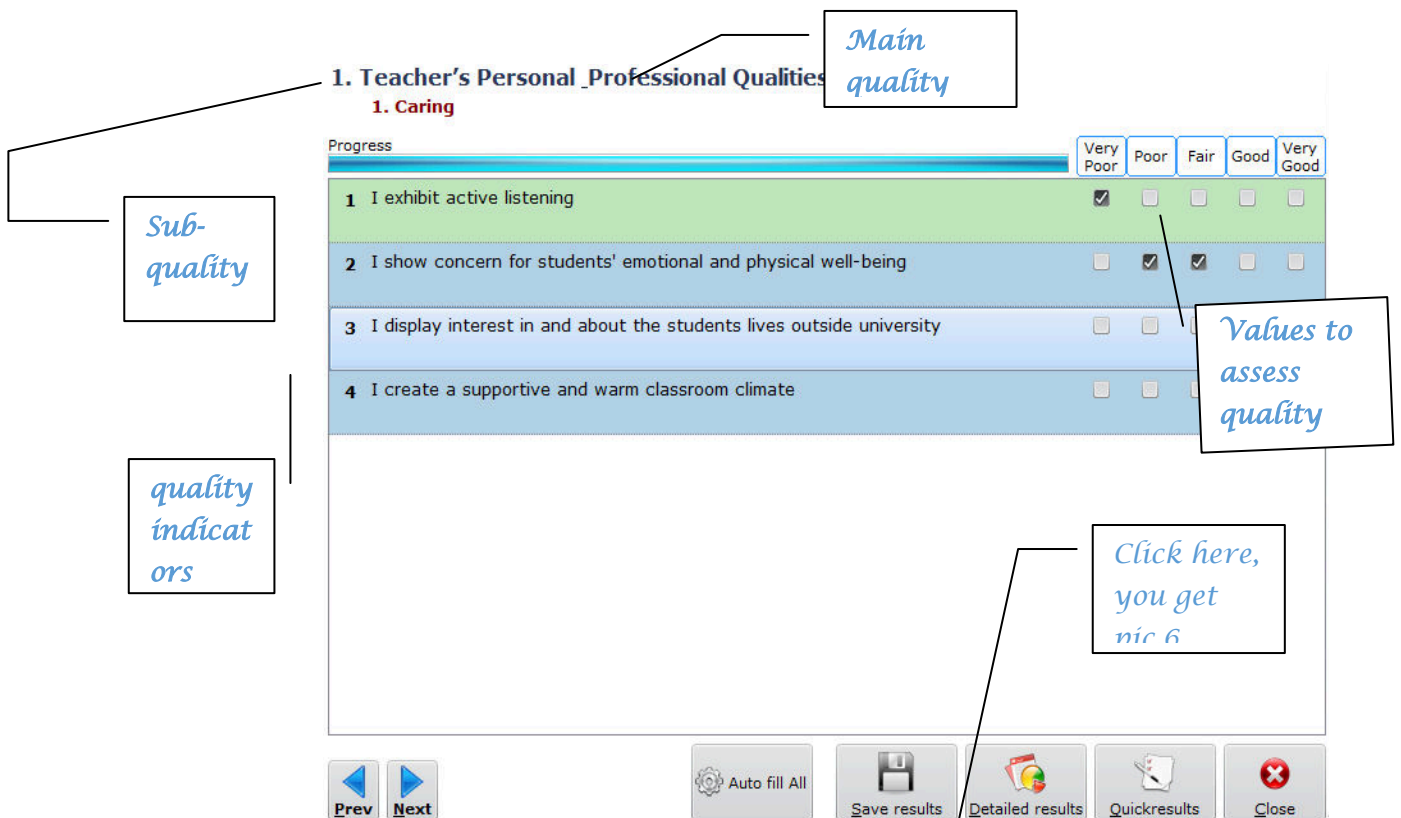 Main
quality
1. Teacher's Personal _Professional Qualities
1. Caring
Progress
Very Poor
Poor
Fair
Good
Very Good
1 I exhibit active listening
Sub-
quality
2 I show concern for students' emotional and physical well-being
3 I display interest in and about the students lives outside university
Values to
assess
quality
4 I create a supportive and warm classroom climate
quality
indicat
ors
Click here,
you get
pic 6
Prev
Next
Auto fill All
Save results
Detailed results
Quickresults
Close